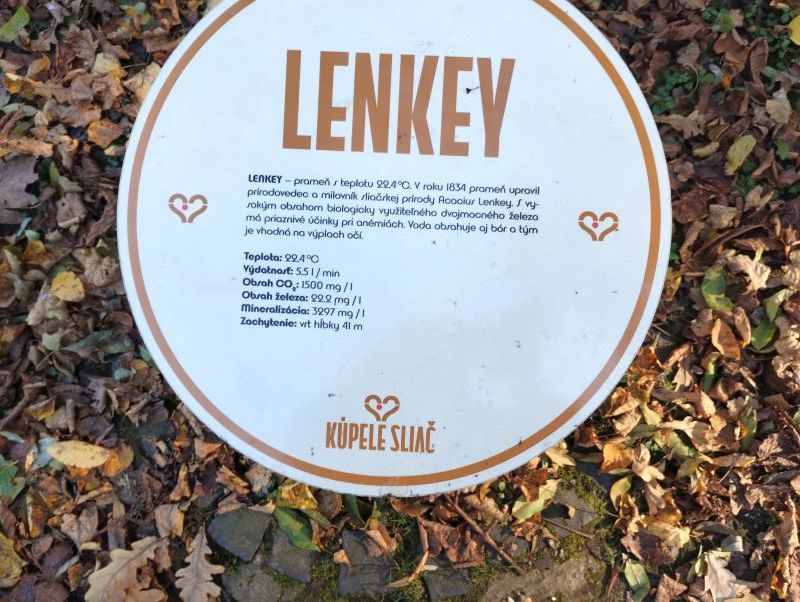 LENKEY
LENKEY – prameň s teplotu 22,4 °C. V roku 1834 prameň upravil
prírodovedec a milovník sliačskej prírody Acacius Lenkey. S vy-
sokým obsahom biologicky využiteľného dvojmocného železa
má priaznivé účinky pri anémiách. Voda obsahuje aj bór a tým
je vhodná na výplach očí.
Teplota: 22,4 °C
Výdatnosť: 5,5 l / min
Obsah CO₂: 1500 mg / l
Obsah železa: 22,2 mg / l
Mineralizácia: 3297 mg / l
Zachytenie: vrt hĺbky 41 m
KÚPELE SLIAČ